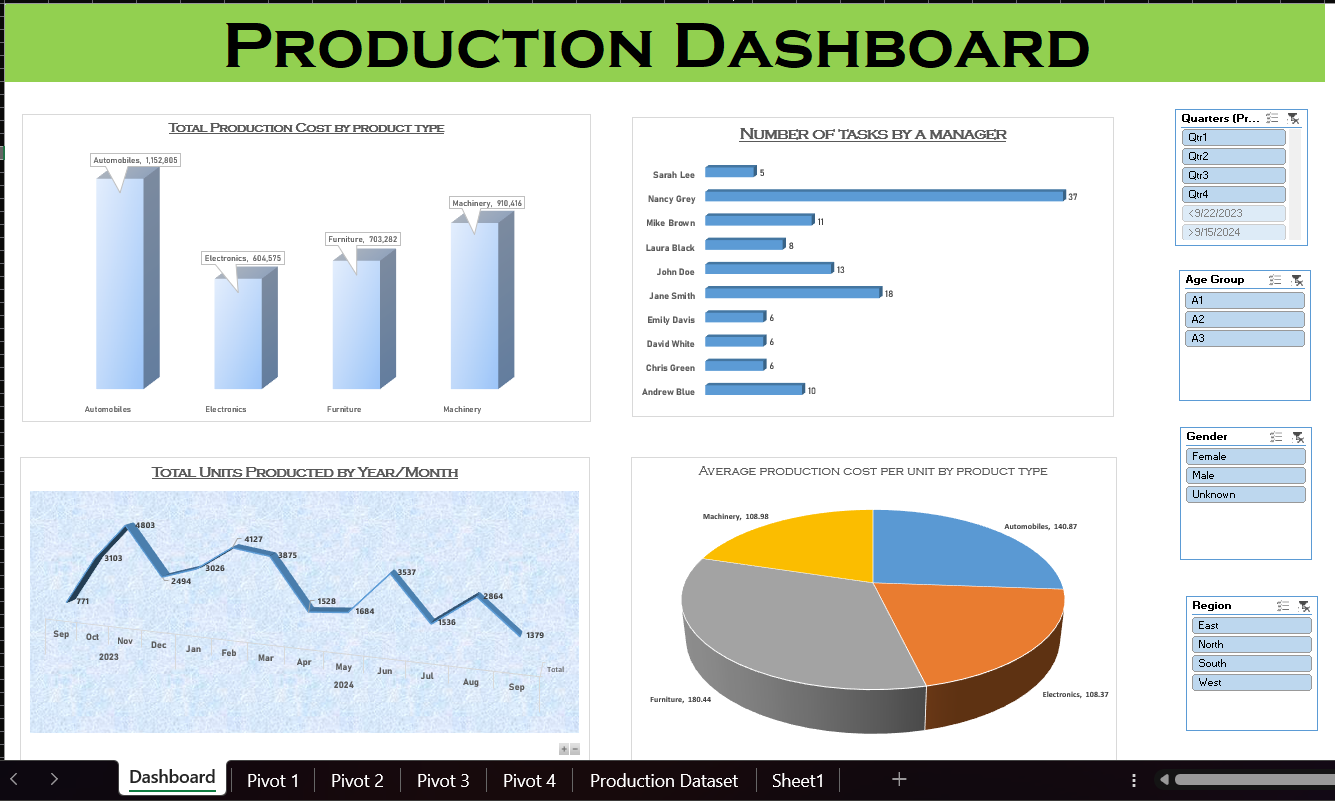 PRODUCTION DASHBOARD
TOTAL PRODUCTION COST BY PRODUCT TYPE
Automobiles, 1,152,805
Electronics, 604,575
Furniture, 703,282
Machinery, 910,416
Automobiles
Electronics
Furniture
Machinery
NUMBER OF TASKS BY A MANAGER
Sarah Lee 5
Nancy Grey 37
Mike Brown 11
Laura Black 8
John Doe 13
Jane Smith 18
Emily Davis 6
David White 6
Chris Green 6
Andrew Blue 10
Quarters (Pr...
Qtr1
Qtr2
Qtr3
Qtr4
<9/22/2023
>9/15/2024
Age Group
A1
A2
A3
TOTAL UNITS PRODUCTED BY YEAR/MONTH
771
3103
4803
2494
3026
4127
3875
1528
1684
3537
1536
2864
1379
Sep
Oct
Nov
Dec
Jan
Feb
Mar
Apr
May
Jun
Jul
Aug
Sep
2023
2024
Total
AVERAGE PRODUCTION COST PER UNIT BY PRODUCT TYPE
Machinery, 108.98
Automobiles, 140.87
Furniture, 180.44
Electronics, 108.37
Gender
Female
Male
Unknown
Region
East
North
South
West
Dashboard Pivot 1 Pivot 2 Pivot 3 Pivot 4 Production Dataset Sheet1